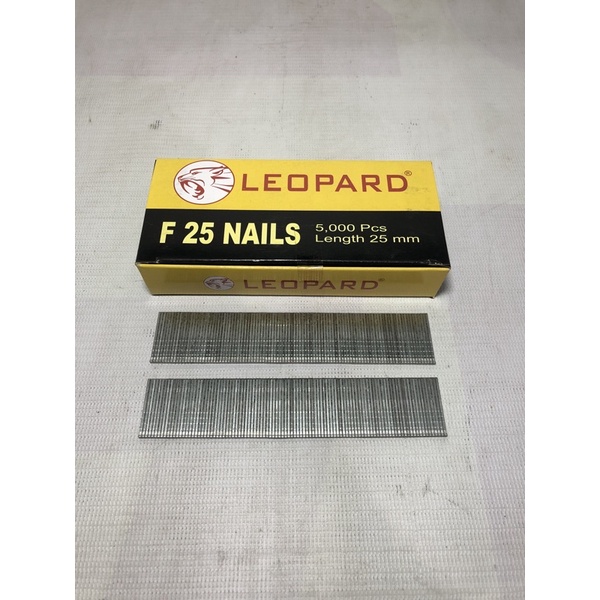 LEOPARD®
F 25 NAILS
5,000 Pcs
Length 25 mm
LEOPARD®